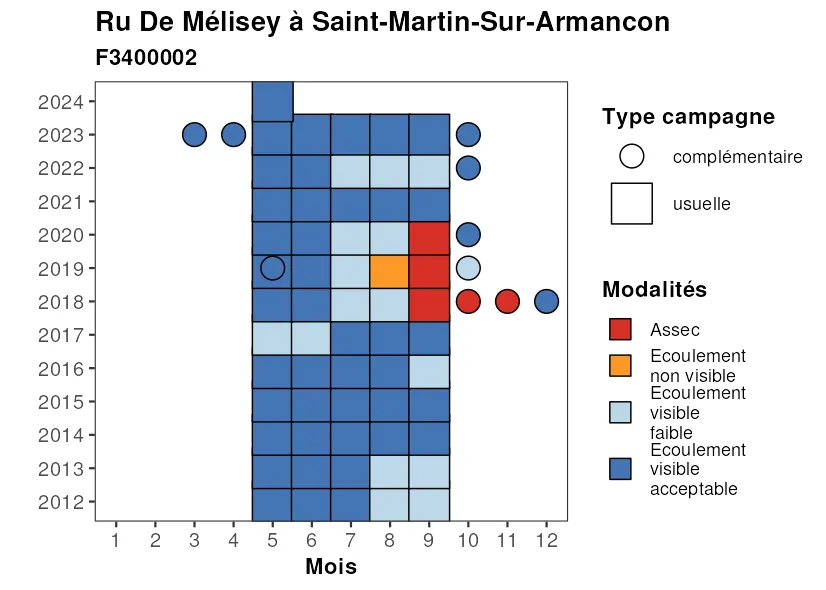 Ru De Mélisey à Saint-Martin-Sur-Armancon
F3400002
2024
2023
2022
2021
2020
2019
2018
2017
2016
2015
2014
2013
2012
1 2 3 4 5 6 7 8 9 10 11 12
Mois
Type campagne
complémentaire
usuelle
Modalités
Assec
Ecoulement
non visible
Ecoulement
visible
faible
Ecoulement
visible
acceptable